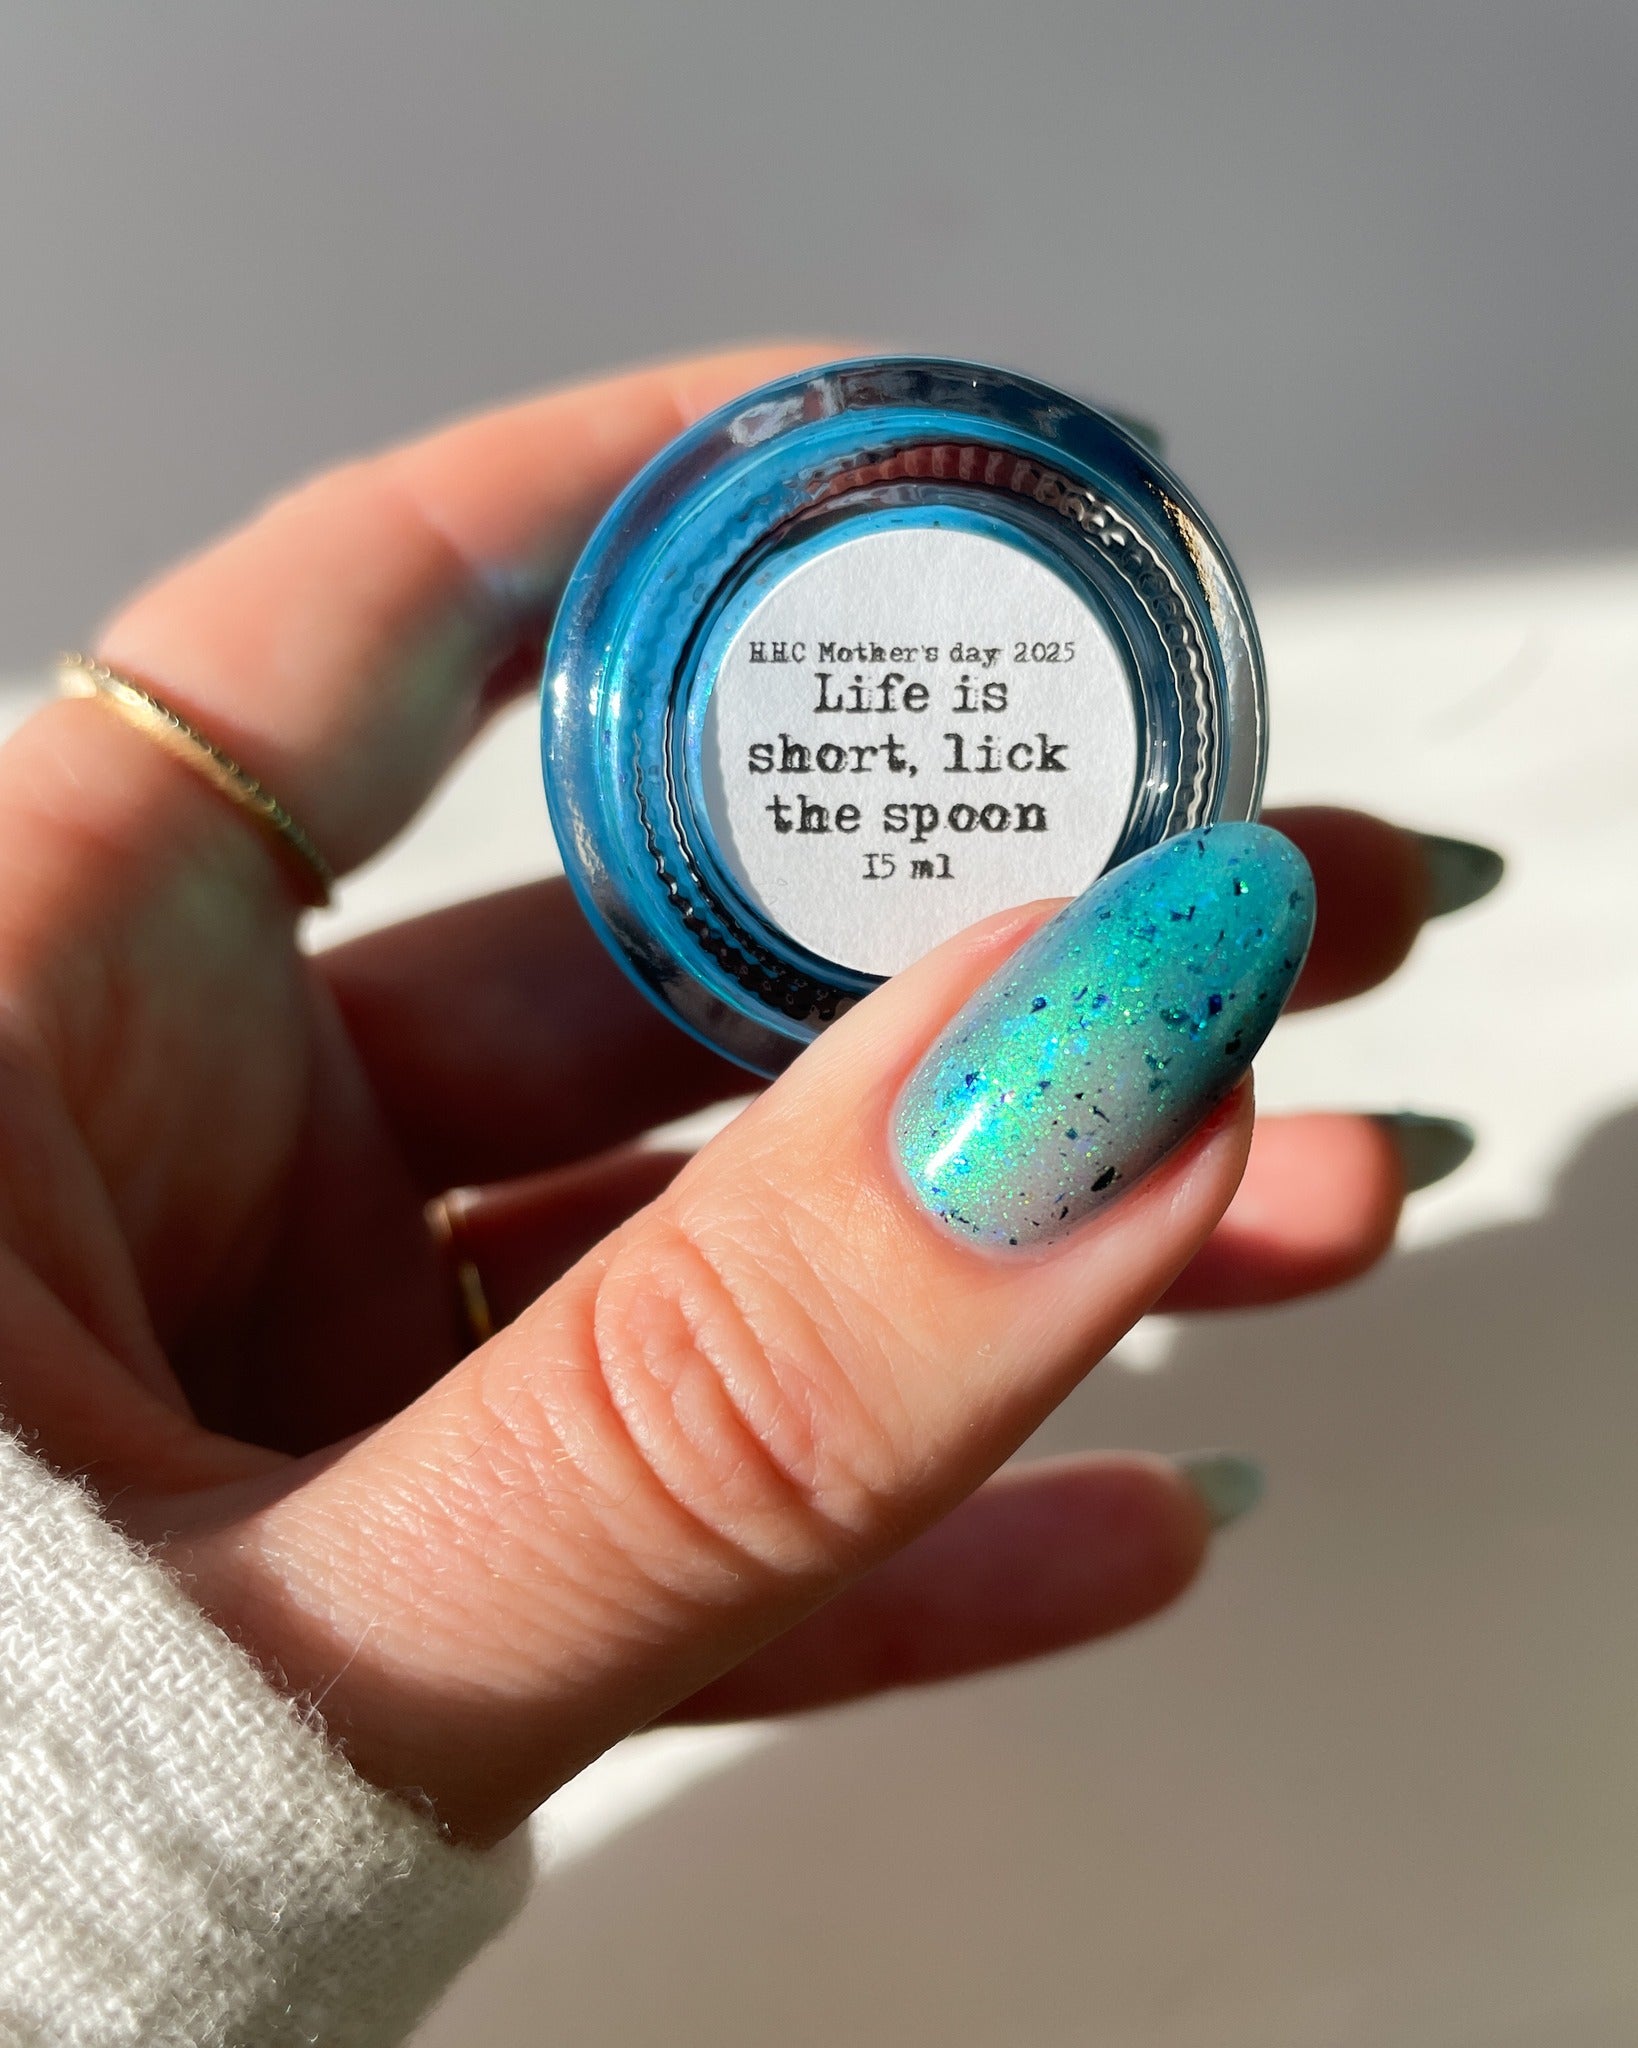 HHC Mother's day 2025
Life is
short, lick
the spoon
15 ml